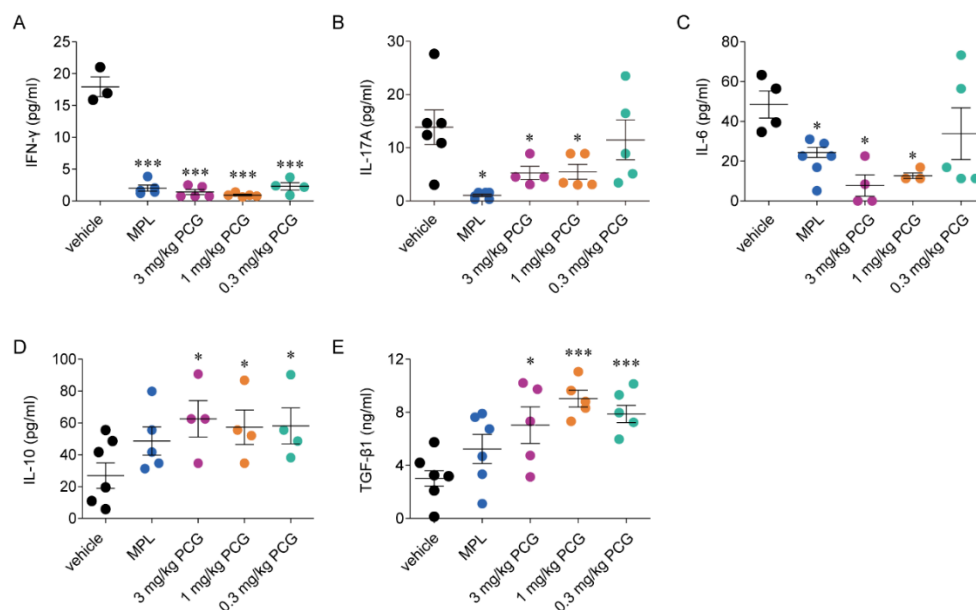 A
IFN-γ (pg/ml)
25
20
15
10
5
0
***
***
***
***
vehicle
MPL
3 mg/kg PCG
1 mg/kg PCG
0.3 mg/kg PCG
B
IL-17A (pg/ml)
30
20
10
0
*
*
*
vehicle
MPL
3 mg/kg PCG
1 mg/kg PCG
0.3 mg/kg PCG
C
IL-6 (pg/ml)
80
60
40
20
0
*
*
*
vehicle
MPL
3 mg/kg PCG
1 mg/kg PCG
0.3 mg/kg PCG
D
IL-10 (pg/ml)
100
80
60
40
20
0
*
*
*
vehicle
MPL
3 mg/kg PCG
1 mg/kg PCG
0.3 mg/kg PCG
E
TGF-β1 (ng/ml)
12
9
6
3
0
*
***
***
vehicle
MPL
3 mg/kg PCG
1 mg/kg PCG
0.3 mg/kg PCG